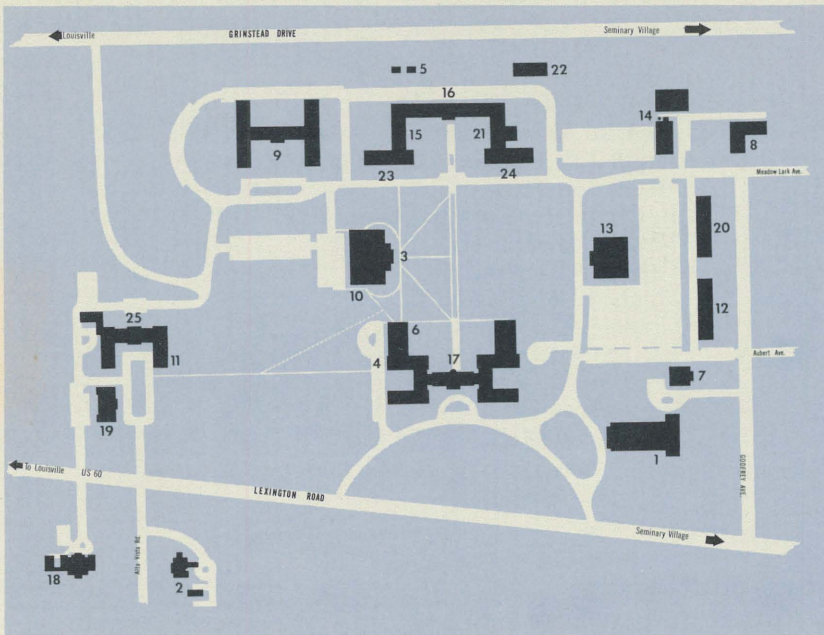 Louisville
GRINSTEAD DRIVE
Seminary Village
5
22
16
14
15
21
8
9
23
24
Meadow Lark Ave.
20
13
3
10
12
25
6
11
4
17
Aubert Ave.
7
19
1
GODFREY AVE.
To Louisville US 60
LEXINGTON ROAD
Seminary Village
Alta Vista Rd.
18
2